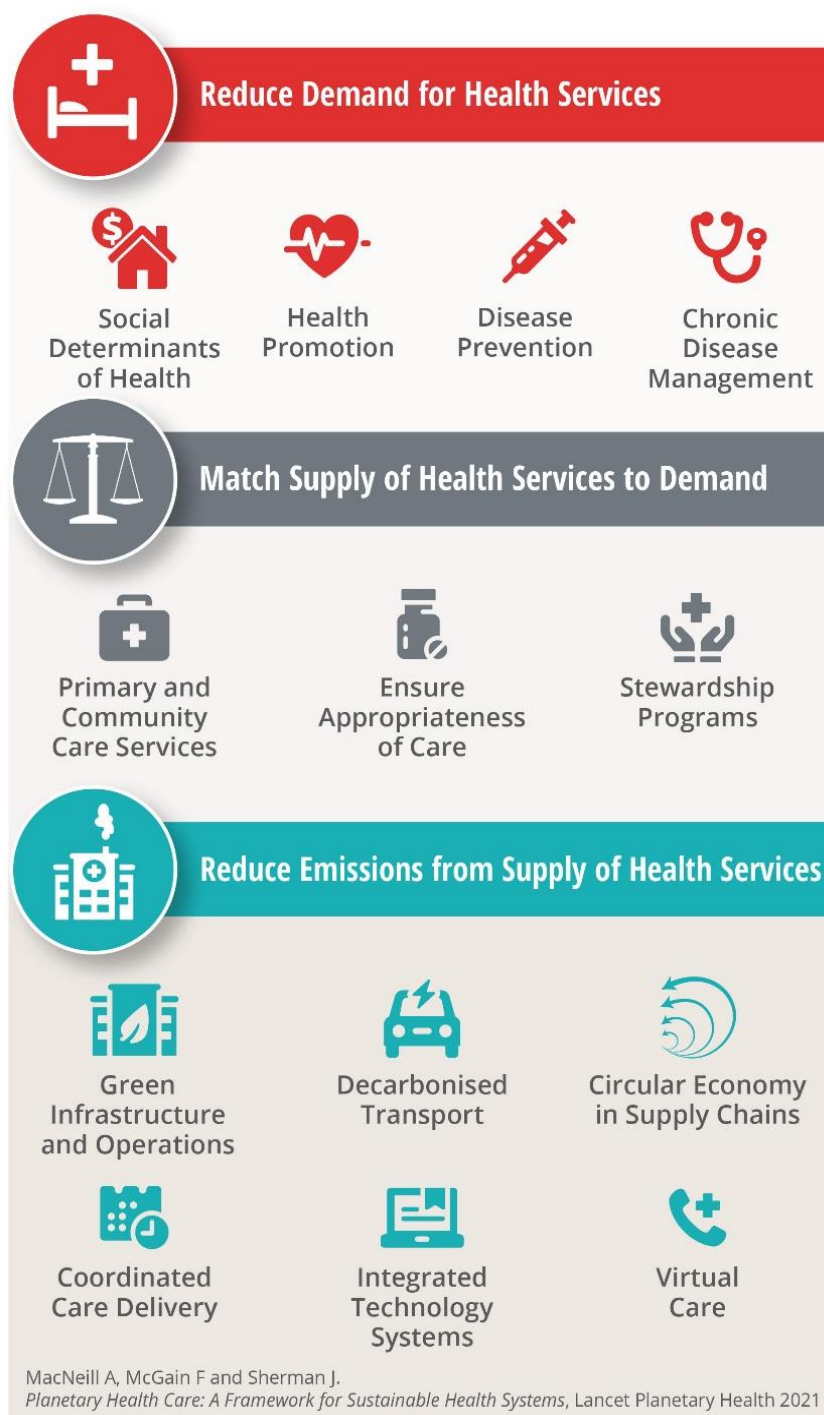 Reduce Demand for Health Services
$
Social
Determinants
of Health
Health
Promotion
Disease
Prevention
Chronic
Disease
Management
Match Supply of Health Services to Demand
Primary and
Community
Care Services
Ensure
Appropriateness
of Care
Stewardship
Programs
Reduce Emissions from Supply of Health Services
Green
Infrastructure
and Operations
Decarbonised
Transport
Circular Economy
in Supply Chains
Coordinated
Care Delivery
Integrated
Technology
Systems
Virtual
Care
MacNeill A, McGain F and Sherman J.
Planetary Health Care: A Framework for Sustainable Health Systems, Lancet Planetary Health 2021